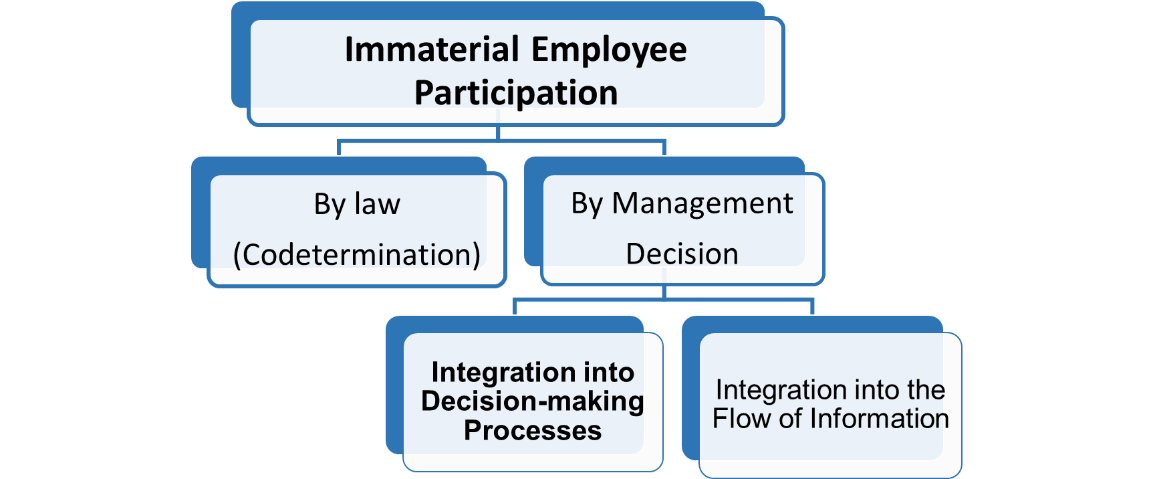 Immaterial Employee
Participation
By law
(Codetermination)
By Management
Decision
Integration into
Decision-making
Processes
Integration into the
Flow of Information